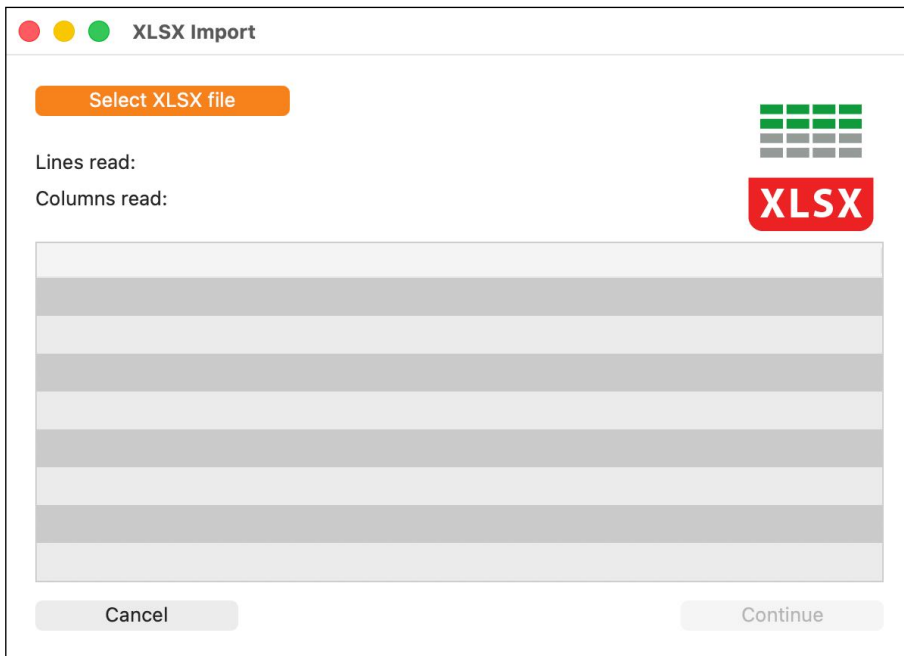 XLSX Import
Select XLSX file
Lines read:
Columns read:
XLSX
Cancel
Continue